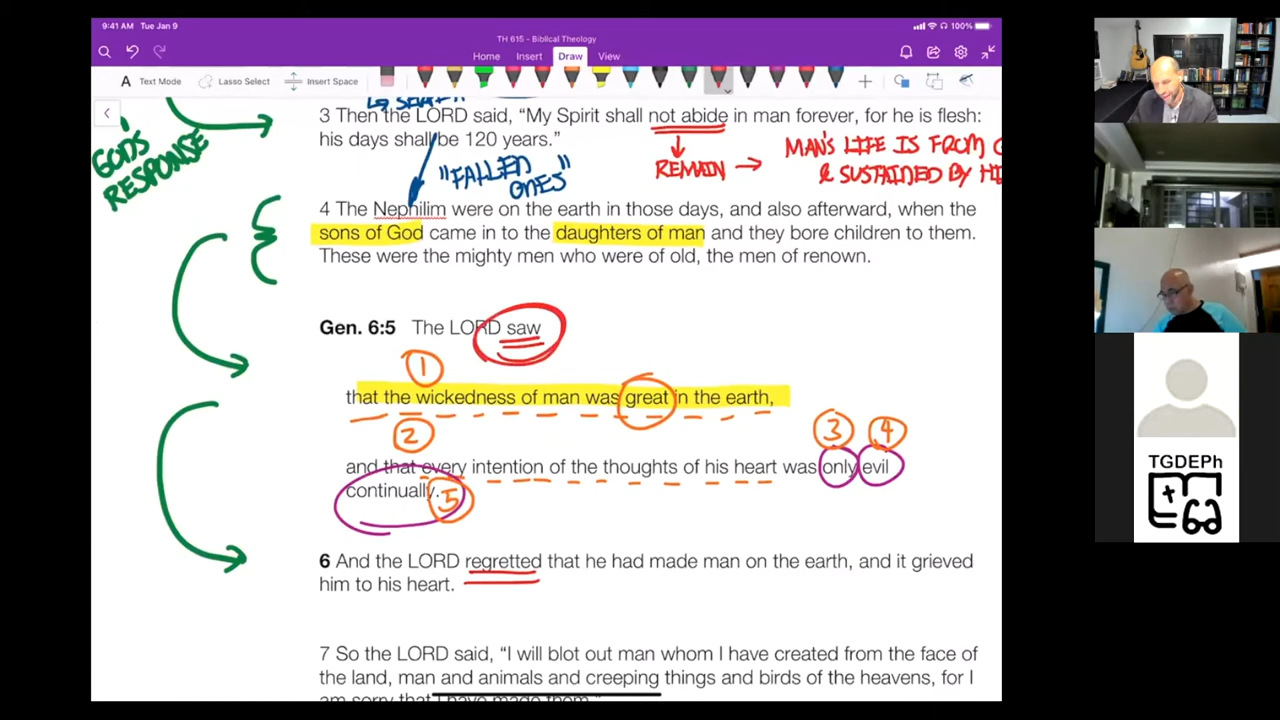 9:41 AM Tue Jan 9
100%
TH 615 - Biblical Theology
Home Insert Draw View
Text Mode Lasso Select Insert Space
3 Then the LORD said, “My Spirit shall not abide in man forever, for he is flesh:
his days shall be 120 years.”
GOD'S
RESPONSE
"FALLEN
ONES"
REMAIN
MAN'S LIFE IS FROM
& SUSTAINED BY
4 The Nephilim were on the earth in those days, and also afterward, when the
sons of God came in to the daughters of man and they bore children to them.
These were the mighty men who were of old, the men of renown.
Gen. 6:5 The LORD saw
1
that the wickedness of man was great in the earth,
2 3 4
and that every intention of the thoughts of his heart was only evil
continually. 5
6 And the LORD regretted that he had made man on the earth, and it grieved
him to his heart.
7 So the LORD said, “I will blot out man whom I have created from the face of
the land, man and animals and creeping things and birds of the heavens, for I
am sorry that I have made them.”
TGDEPh